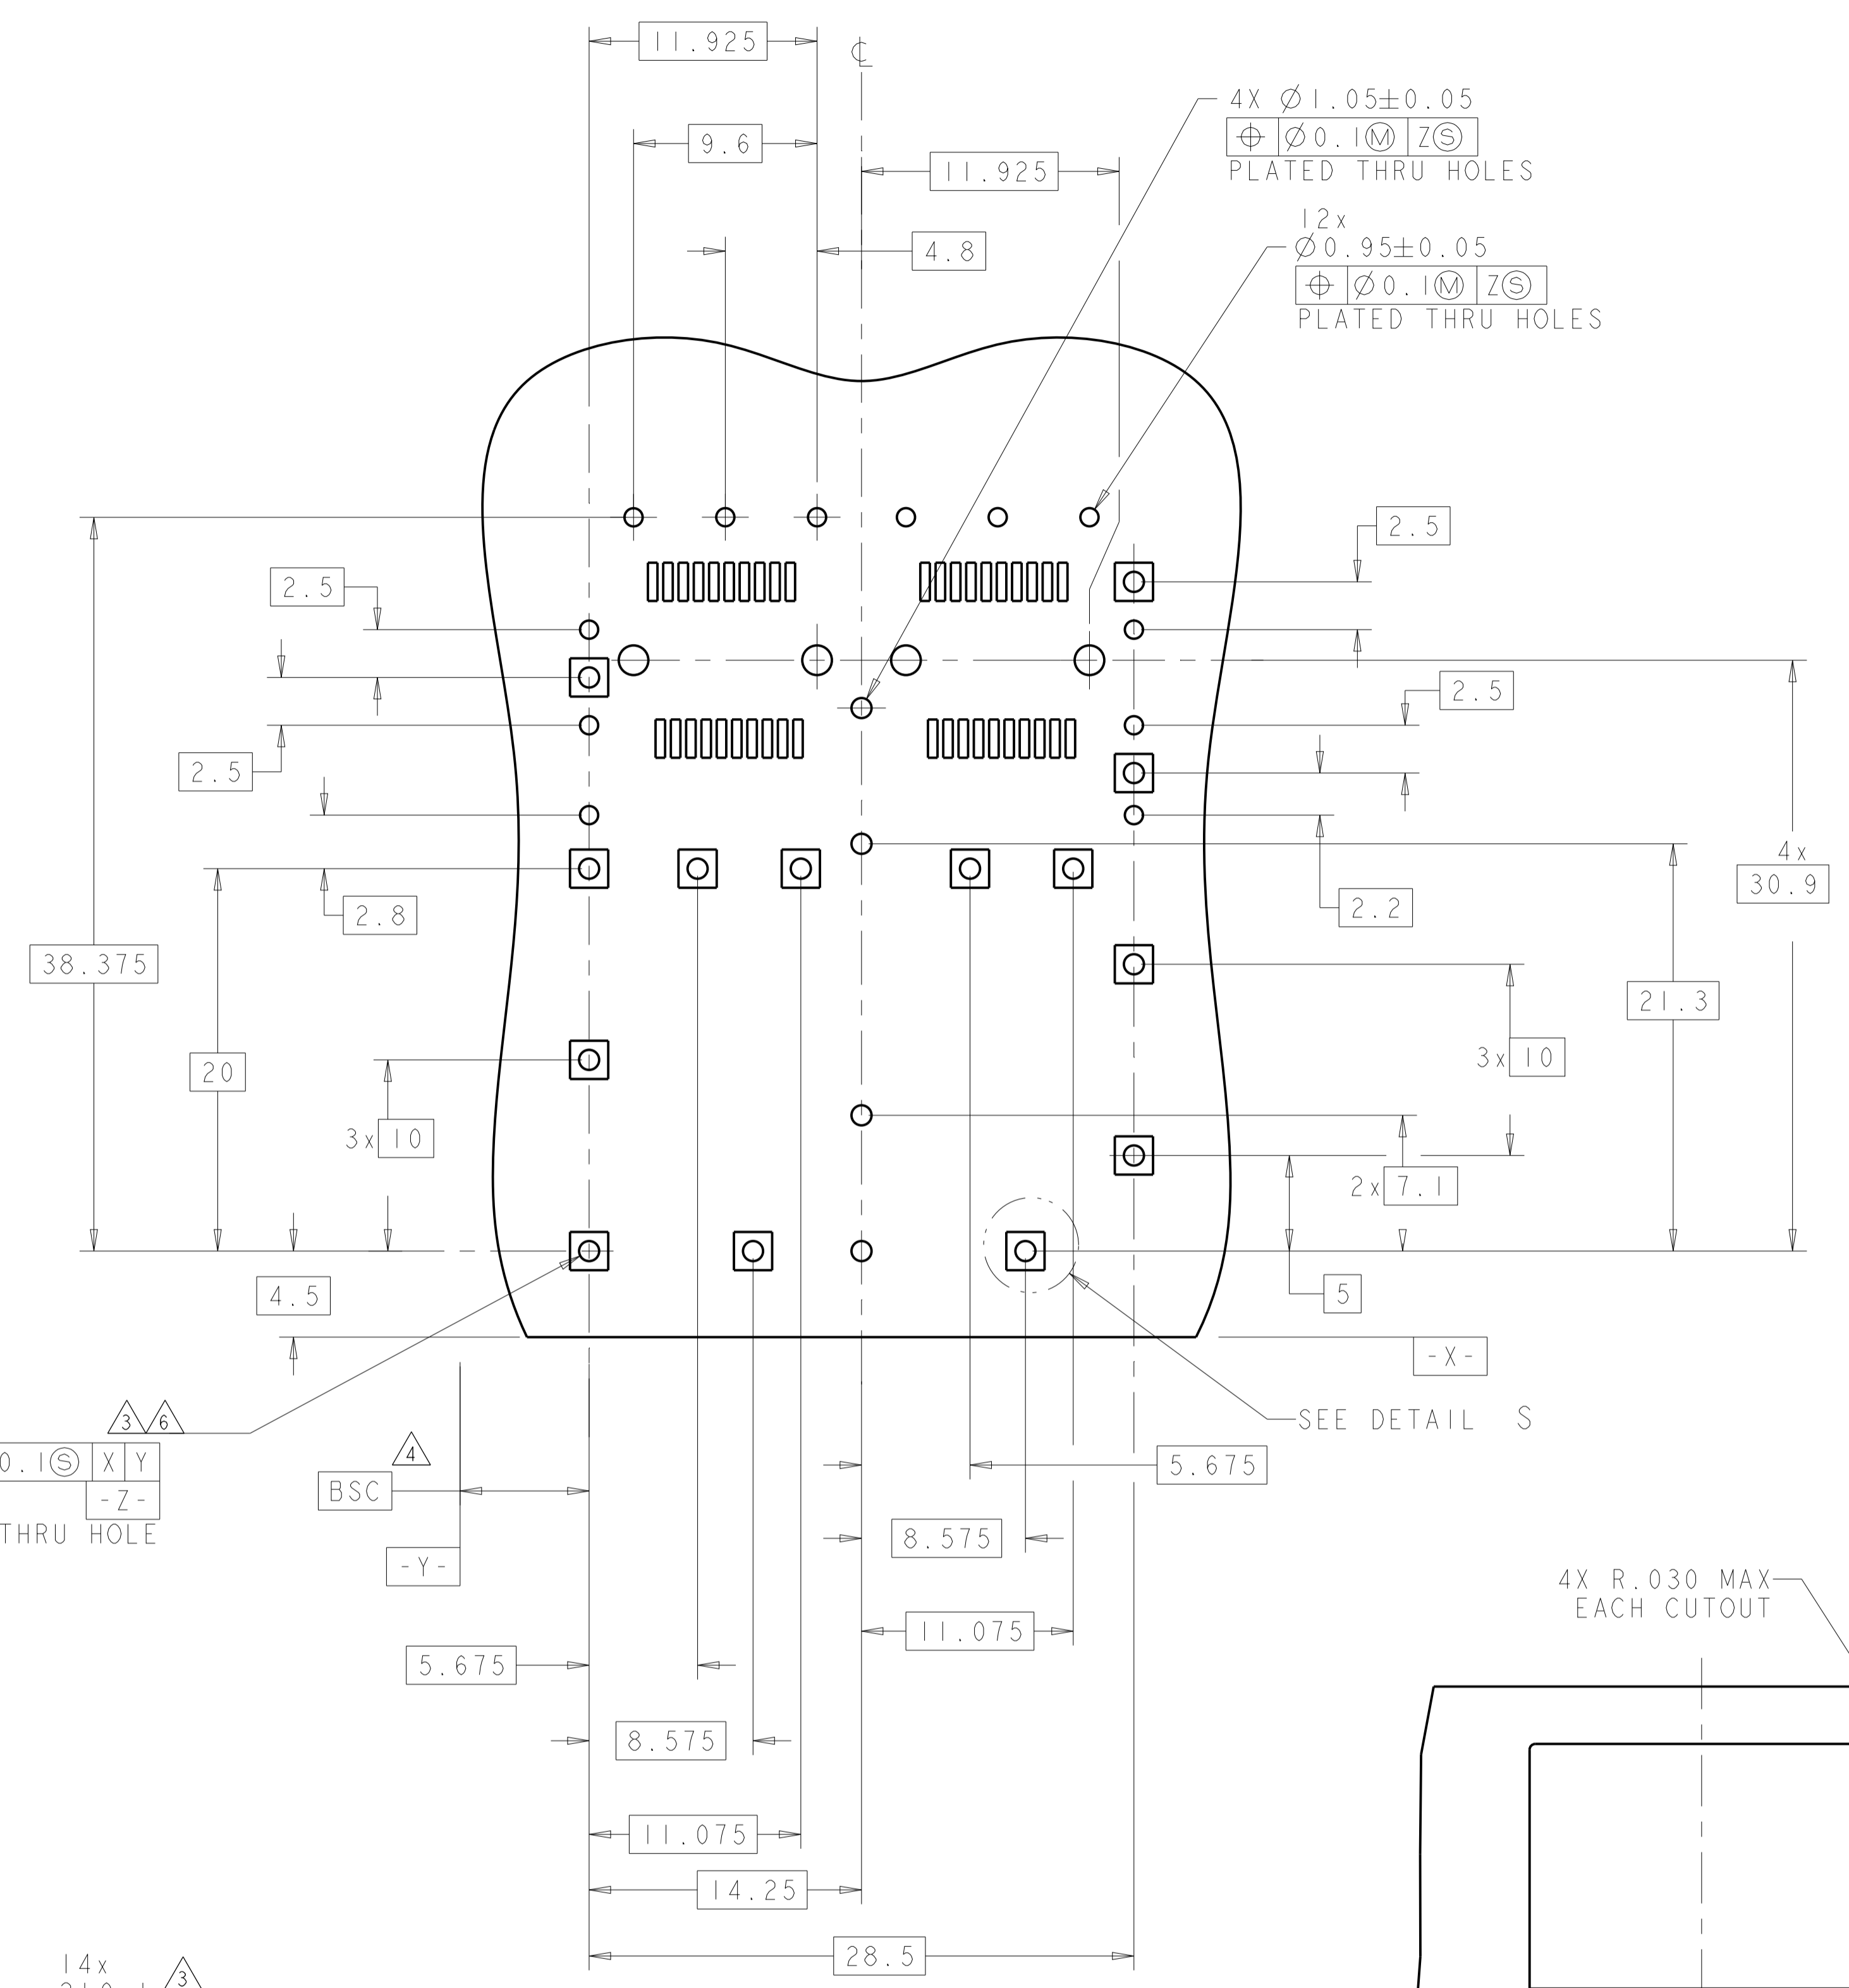 11.925
℄
4X Ø1.05±0.05
⌖ Ø0.1Ⓜ ZⓈ
PLATED THRU HOLES
9.6
11.925
12x
Ø0.95±0.05
⌖ Ø0.1Ⓜ ZⓈ
PLATED THRU HOLES
4.8
2.5
2.5
2.5
2.5
4x
30.9
2.8
2.2
38.375
21.3
20
3x 10
3x 10
2x 7.1
4.5
5
-X-
3 6
SEE DETAIL S
0.1Ⓢ X Y
-Z-
THRU HOLE
4
BSC
5.675
8.575
-Y-
4X R.030 MAX
EACH CUTOUT
11.075
5.675
8.575
11.075
14.25
28.5
14x
3